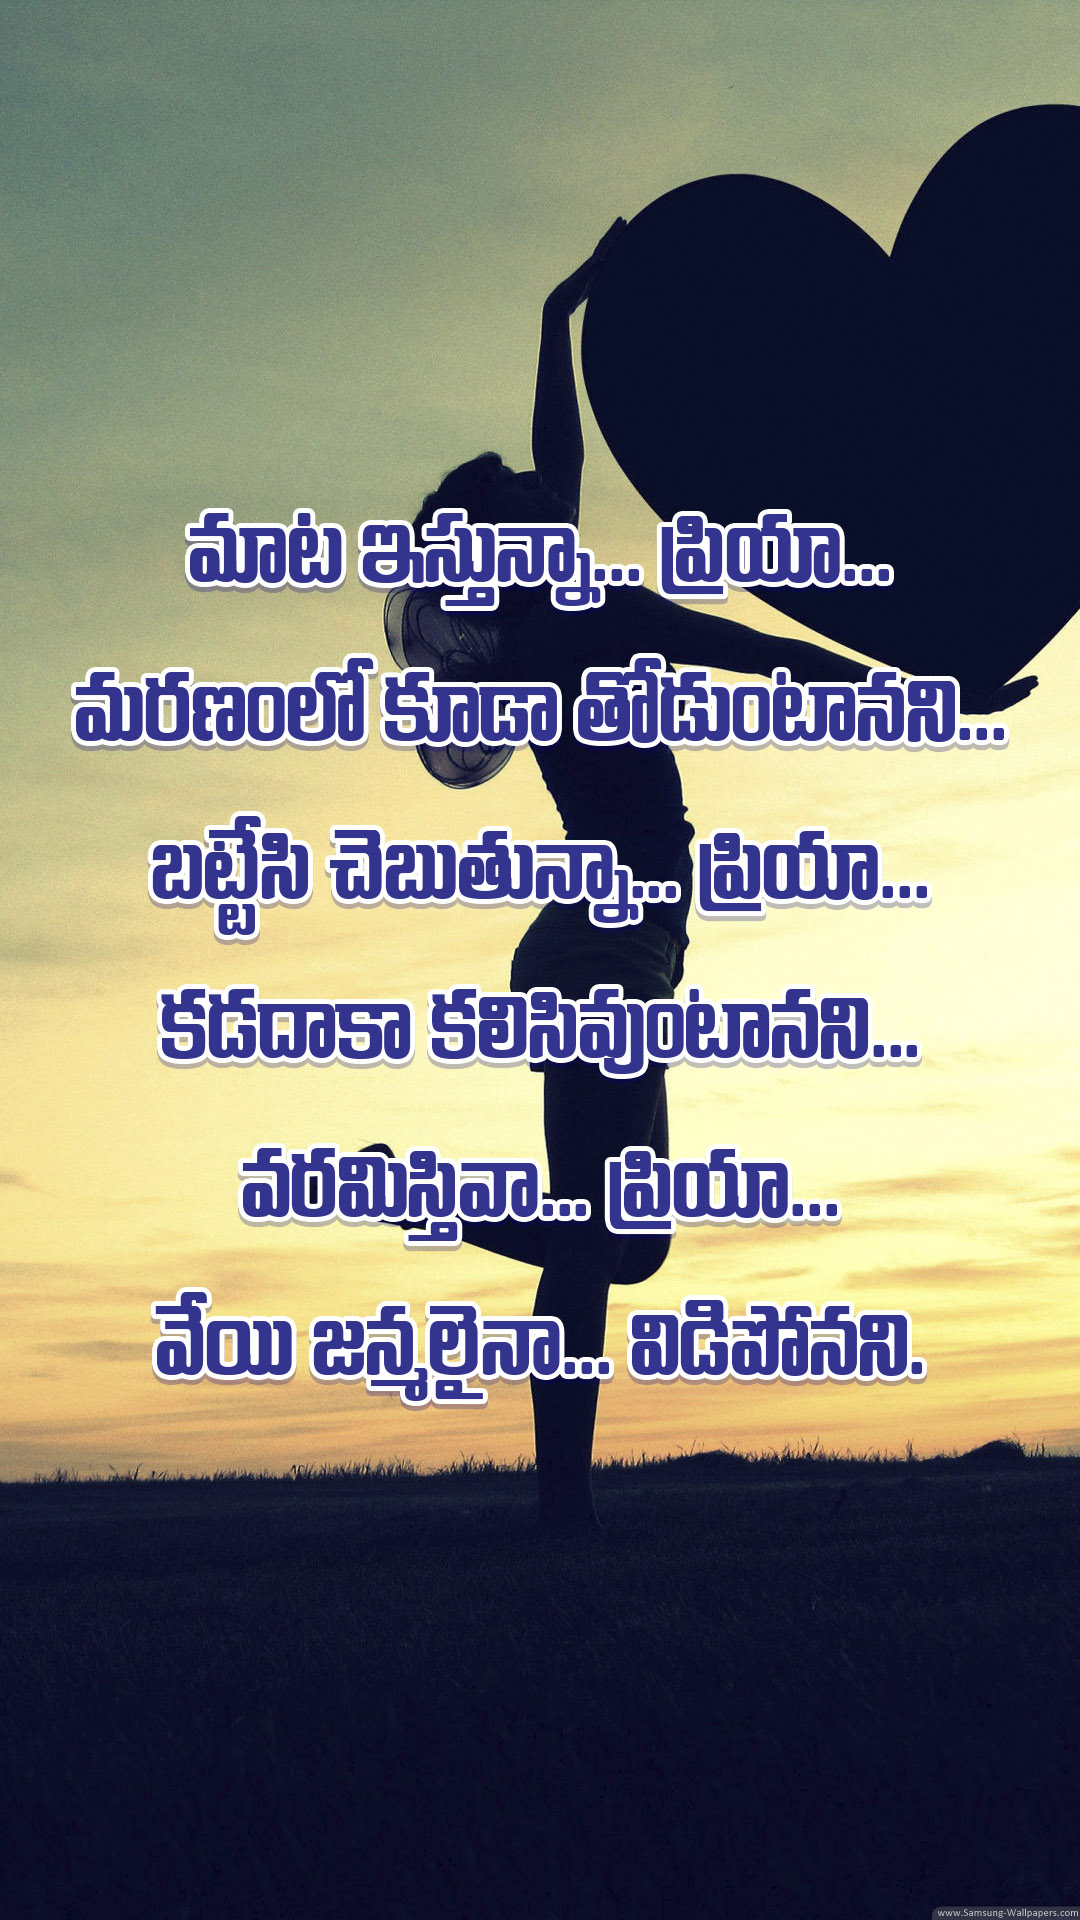 మాట ఇస్తున్నా... ప్రియా...
మరణంలో కూడా తోడుంటానని...
బట్టేసి చెబుతున్నా... ప్రియా...
కడదాకా కలిసివుంటానని...
వరమిస్తివా... ప్రియా...
వేయి జన్మలైనా... విడిపోనని.
www.Samsung-Wallpapers.com